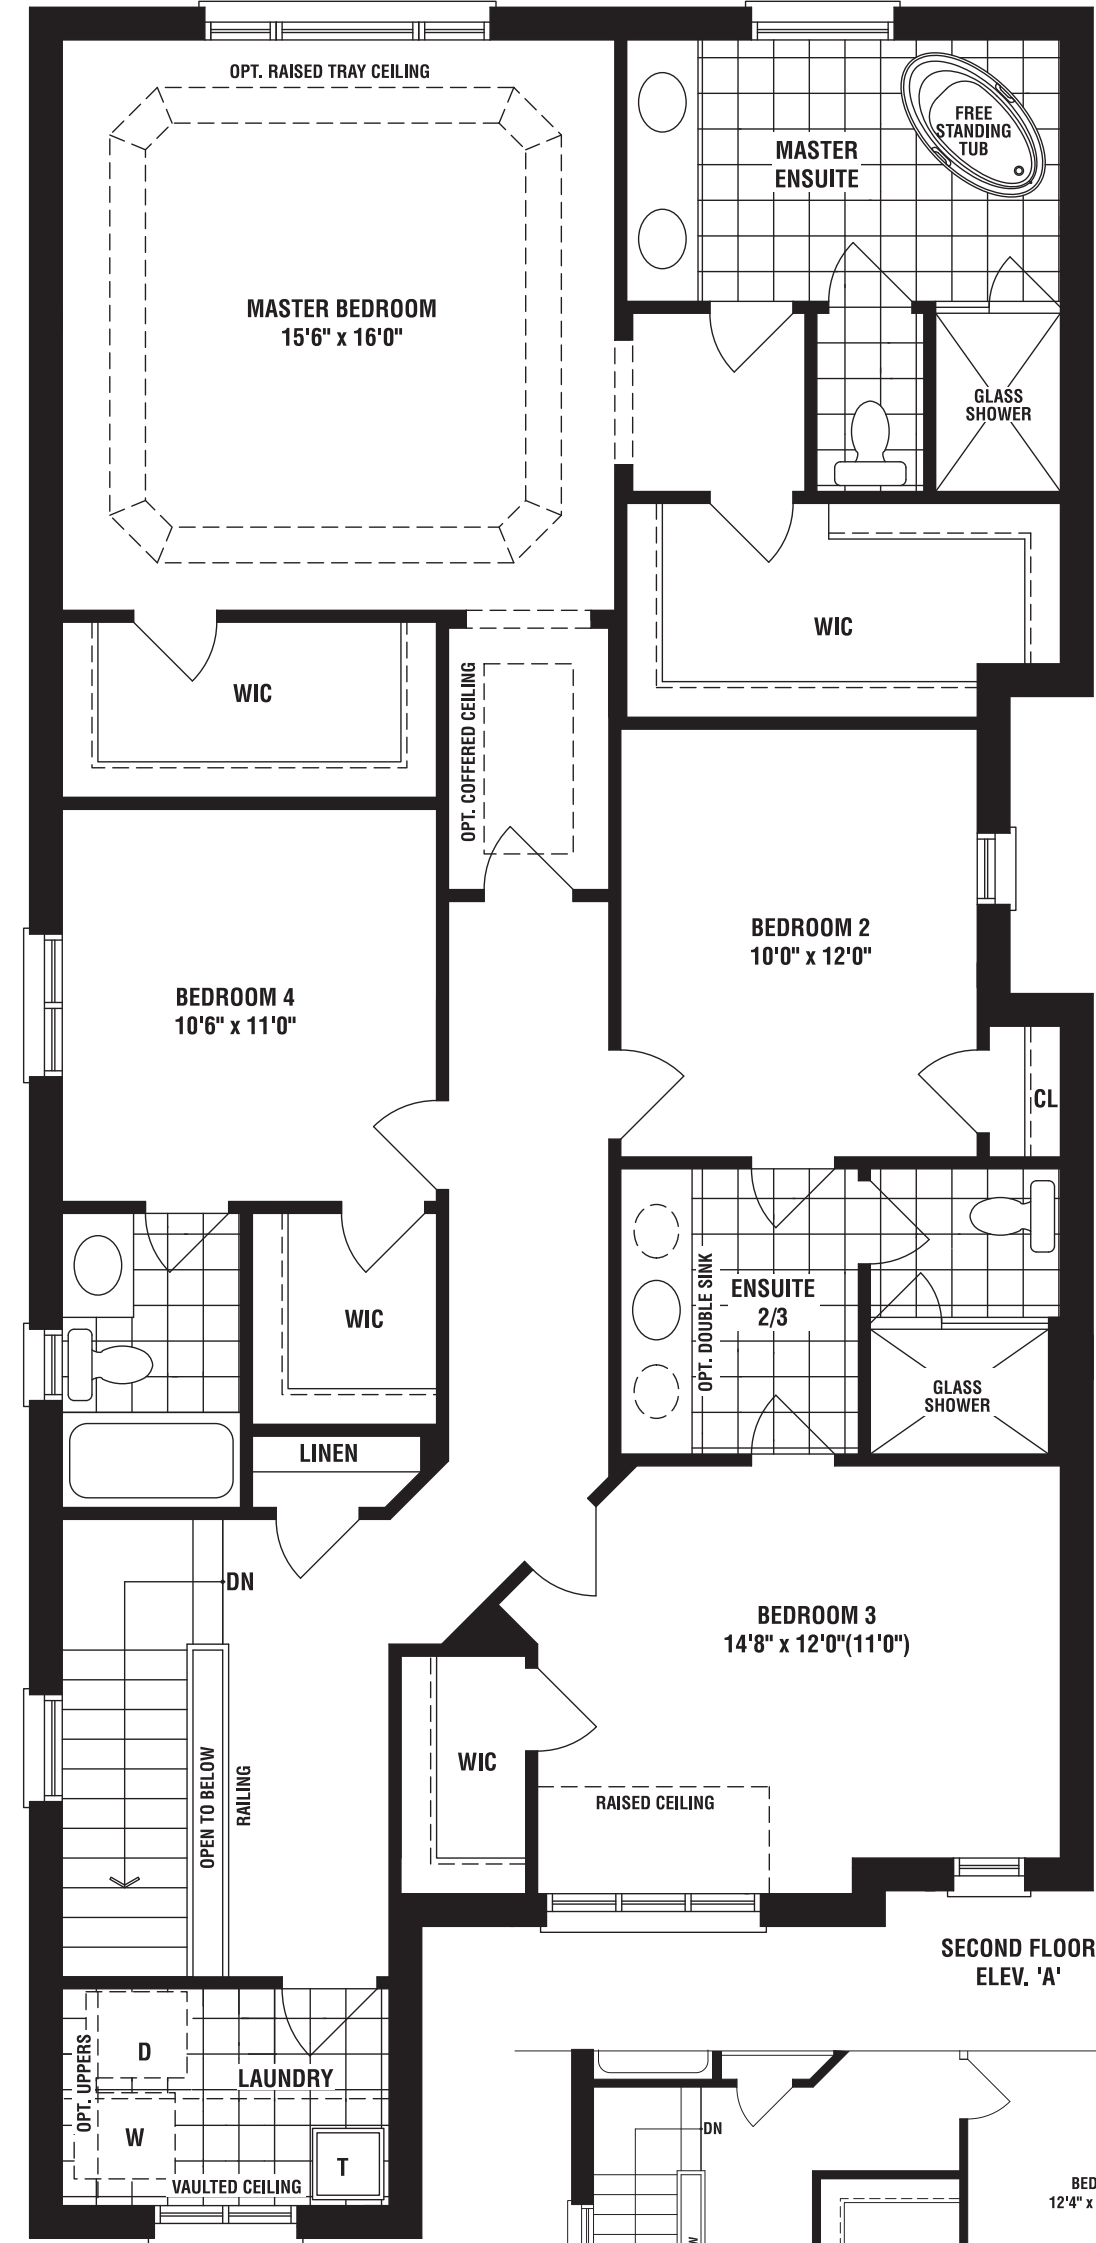 OPT. RAISED TRAY CEILING
FREE
STANDING
TUB
MASTER
ENSUITE
MASTER BEDROOM
15'6" x 16'0"
GLASS
SHOWER
WIC
WIC
OPT. COFFERED CEILING
BEDROOM 2
10'0" x 12'0"
BEDROOM 4
10'6" x 11'0"
CL
OPT. DOUBLE SINK
ENSUITE
2/3
WIC
GLASS
SHOWER
LINEN
DN
BEDROOM 3
14'8" x 12'0"(11'0")
WIC
OPEN TO BELOW
RAILING
RAISED CEILING
SECOND FLOOR
ELEV. 'A'
OPT. UPPERS
D
LAUNDRY
W
T
VAULTED CEILING
DN
BED
12'4" x